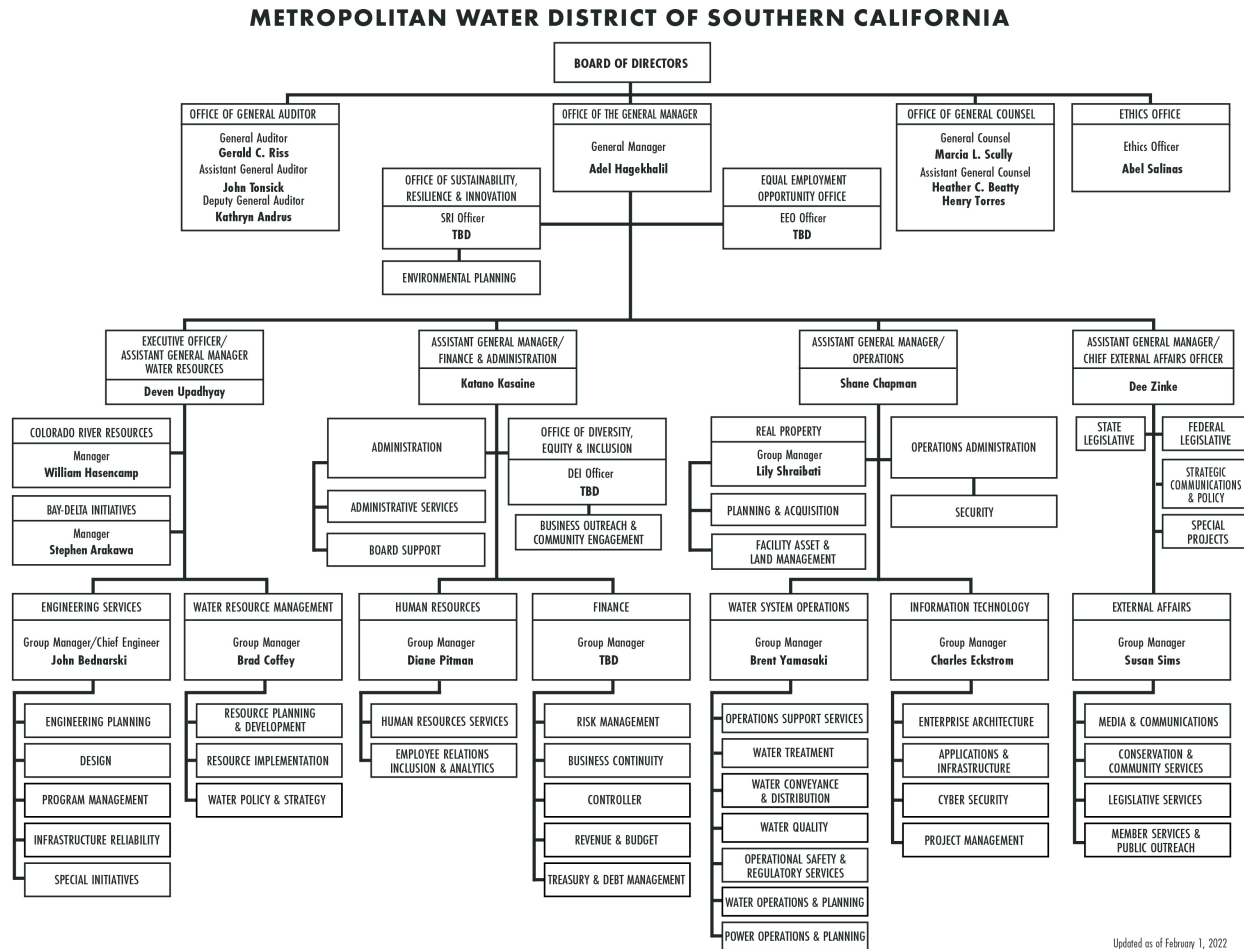 METROPOLITAN WATER DISTRICT OF SOUTHERN CALIFORNIA
BOARD OF DIRECTORS
OFFICE OF GENERAL AUDITOR
General Auditor
Gerald C. Riss
Assistant General Auditor
John Tonsick
Deputy General Auditor
Kathryn Andrus
OFFICE OF THE GENERAL MANAGER
General Manager
Adel Hagekhalil
OFFICE OF GENERAL COUNSEL
General Counsel
Marcia L. Scully
Assistant General Counsel
Heather C. Beatty
Henry Torres
ETHICS OFFICE
Ethics Officer
Abel Salinas
OFFICE OF SUSTAINABILITY,
RESILIENCE & INNOVATION
SRI Officer
TBD
ENVIRONMENTAL PLANNING
EQUAL EMPLOYMENT
OPPORTUNITY OFFICE
EEO Officer
TBD
EXECUTIVE OFFICER/
ASSISTANT GENERAL MANAGER
WATER RESOURCES
Deven Upadhyay
ASSISTANT GENERAL MANAGER/
FINANCE & ADMINISTRATION
Katano Kasaine
ASSISTANT GENERAL MANAGER/
OPERATIONS
Shane Chapman
ASSISTANT GENERAL MANAGER/
CHIEF EXTERNAL AFFAIRS OFFICER
Dee Zinke
COLORADO RIVER RESOURCES
Manager
William Hasencamp
BAY-DELTA INITIATIVES
Manager
Stephen Arakawa
ADMINISTRATION
ADMINISTRATIVE SERVICES
BOARD SUPPORT
OFFICE OF DIVERSITY,
EQUITY & INCLUSION
DEI Officer
TBD
BUSINESS OUTREACH &
COMMUNITY ENGAGEMENT
REAL PROPERTY
Group Manager
Lily Shraibati
PLANNING & ACQUISITION
FACILITY ASSET &
LAND MANAGEMENT
OPERATIONS ADMINISTRATION
SECURITY
STATE
LEGISLATIVE
FEDERAL
LEGISLATIVE
STRATEGIC
COMMUNICATIONS
& POLICY
SPECIAL
PROJECTS
ENGINEERING SERVICES
Group Manager/Chief Engineer
John Bednarski
ENGINEERING PLANNING
DESIGN
PROGRAM MANAGEMENT
INFRASTRUCTURE RELIABILITY
SPECIAL INITIATIVES
WATER RESOURCE MANAGEMENT
Group Manager
Brad Coffey
RESOURCE PLANNING
& DEVELOPMENT
RESOURCE IMPLEMENTATION
WATER POLICY & STRATEGY
HUMAN RESOURCES
Group Manager
Diane Pitman
HUMAN RESOURCES SERVICES
EMPLOYEE RELATIONS
INCLUSION & ANALYTICS
FINANCE
Group Manager
TBD
RISK MANAGEMENT
BUSINESS CONTINUITY
CONTROLLER
REVENUE & BUDGET
TREASURY & DEBT MANAGEMENT
WATER SYSTEM OPERATIONS
Group Manager
Brent Yamasaki
OPERATIONS SUPPORT SERVICES
WATER TREATMENT
WATER CONVEYANCE
& DISTRIBUTION
WATER QUALITY
OPERATIONAL SAFETY &
REGULATORY SERVICES
WATER OPERATIONS & PLANNING
POWER OPERATIONS & PLANNING
INFORMATION TECHNOLOGY
Group Manager
Charles Eckstrom
ENTERPRISE ARCHITECTURE
APPLICATIONS &
INFRASTRUCTURE
CYBER SECURITY
PROJECT MANAGEMENT
EXTERNAL AFFAIRS
Group Manager
Susan Sims
MEDIA & COMMUNICATIONS
CONSERVATION &
COMMUNITY SERVICES
LEGISLATIVE SERVICES
MEMBER SERVICES &
PUBLIC OUTREACH
Updated as of February 1, 2022